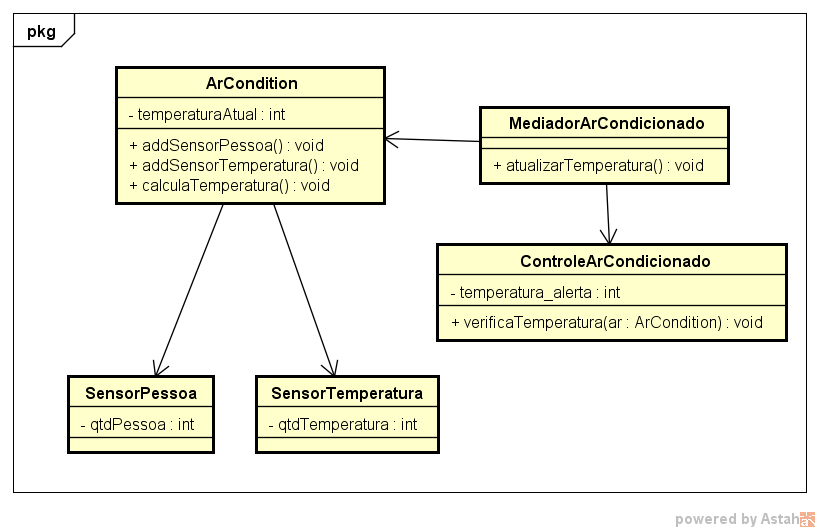 pkg
ArCondition
- temperaturaAtual : int
+ addSensorPessoa() : void
+ addSensorTemperatura() : void
+ calculaTemperatura() : void
MediadorArCondicionado
+ atualizarTemperatura() : void
ControleArCondicionado
- temperatura_alerta : int
+ verificaTemperatura(ar : ArCondition) : void
SensorPessoa
- qtdPessoa : int
SensorTemperatura
- qtdTemperatura : int
powered by Astah